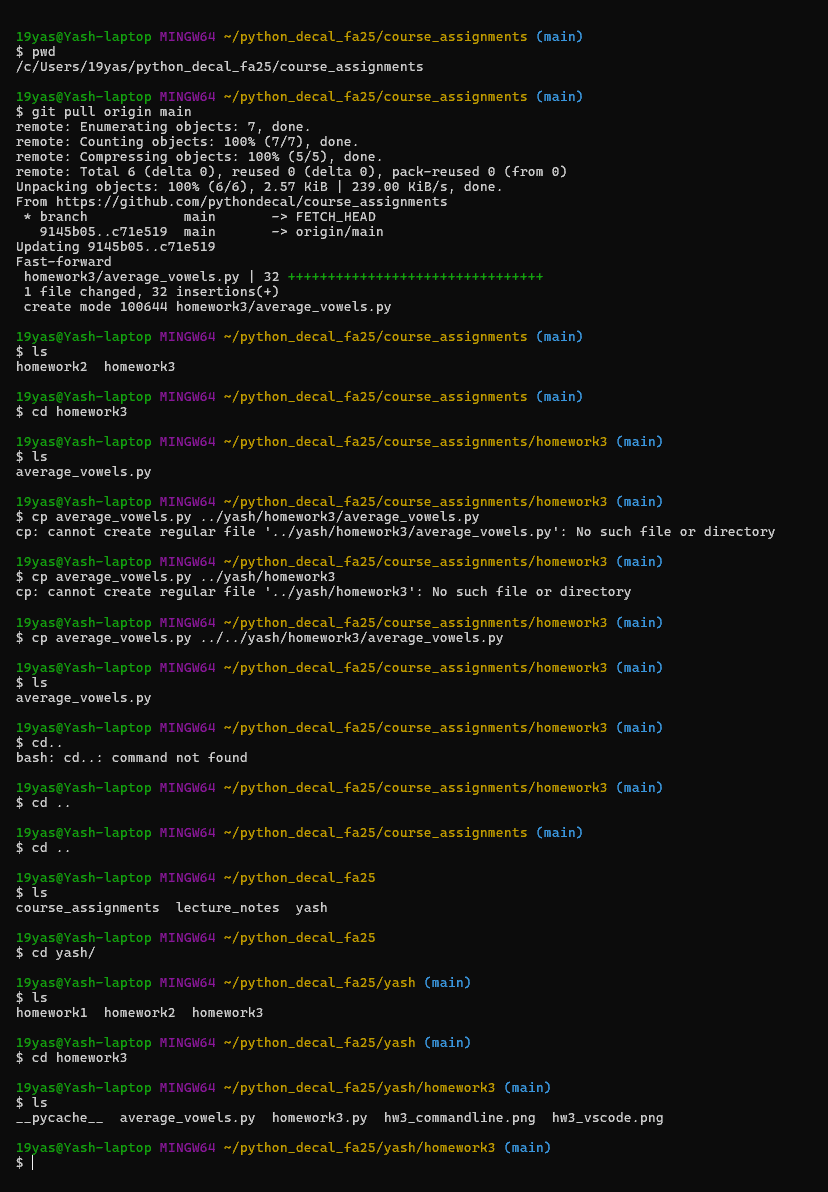 19yas@Yash-laptop MINGW64 ~/python_decal_fa25/course_assignments (main)
$ pwd
/c/Users/19yas/python_decal_fa25/course_assignments
19yas@Yash-laptop MINGW64 ~/python_decal_fa25/course_assignments (main)
$ git pull origin main
remote: Enumerating objects: 7, done.
remote: Counting objects: 100% (7/7), done.
remote: Compressing objects: 100% (5/5), done.
remote: Total 6 (delta 0), reused 0 (delta 0), pack-reused 0 (from 0)
Unpacking objects: 100% (6/6), 2.57 KiB | 239.00 KiB/s, done.
From https://github.com/pythondecal/course_assignments
 * branch            main       -> FETCH_HEAD
   9145b05..c71e519  main       -> origin/main
Updating 9145b05..c71e519
Fast-forward
 homework3/average_vowels.py | 32 ++++++++++++++++++++++++++++++++
 1 file changed, 32 insertions(+)
 create mode 100644 homework3/average_vowels.py
19yas@Yash-laptop MINGW64 ~/python_decal_fa25/course_assignments (main)
$ ls
homework2  homework3
19yas@Yash-laptop MINGW64 ~/python_decal_fa25/course_assignments (main)
$ cd homework3
19yas@Yash-laptop MINGW64 ~/python_decal_fa25/course_assignments/homework3 (main)
$ ls
average_vowels.py
19yas@Yash-laptop MINGW64 ~/python_decal_fa25/course_assignments/homework3 (main)
$ cp average_vowels.py ../yash/homework3/average_vowels.py
cp: cannot create regular file '../yash/homework3/average_vowels.py': No such file or directory
19yas@Yash-laptop MINGW64 ~/python_decal_fa25/course_assignments/homework3 (main)
$ cp average_vowels.py ../yash/homework3
cp: cannot create regular file '../yash/homework3': No such file or directory
19yas@Yash-laptop MINGW64 ~/python_decal_fa25/course_assignments/homework3 (main)
$ cp average_vowels.py ../../yash/homework3/average_vowels.py
19yas@Yash-laptop MINGW64 ~/python_decal_fa25/course_assignments/homework3 (main)
$ ls
average_vowels.py
19yas@Yash-laptop MINGW64 ~/python_decal_fa25/course_assignments/homework3 (main)
$ cd..
bash: cd..: command not found
19yas@Yash-laptop MINGW64 ~/python_decal_fa25/course_assignments/homework3 (main)
$ cd ..
19yas@Yash-laptop MINGW64 ~/python_decal_fa25/course_assignments (main)
$ cd ..
19yas@Yash-laptop MINGW64 ~/python_decal_fa25
$ ls
course_assignments  lecture_notes  yash
19yas@Yash-laptop MINGW64 ~/python_decal_fa25
$ cd yash/
19yas@Yash-laptop MINGW64 ~/python_decal_fa25/yash (main)
$ ls
homework1  homework2  homework3
19yas@Yash-laptop MINGW64 ~/python_decal_fa25/yash (main)
$ cd homework3
19yas@Yash-laptop MINGW64 ~/python_decal_fa25/yash/homework3 (main)
$ ls
__pycache__  average_vowels.py  homework3.py  hw3_commandline.png  hw3_vscode.png
19yas@Yash-laptop MINGW64 ~/python_decal_fa25/yash/homework3 (main)
$